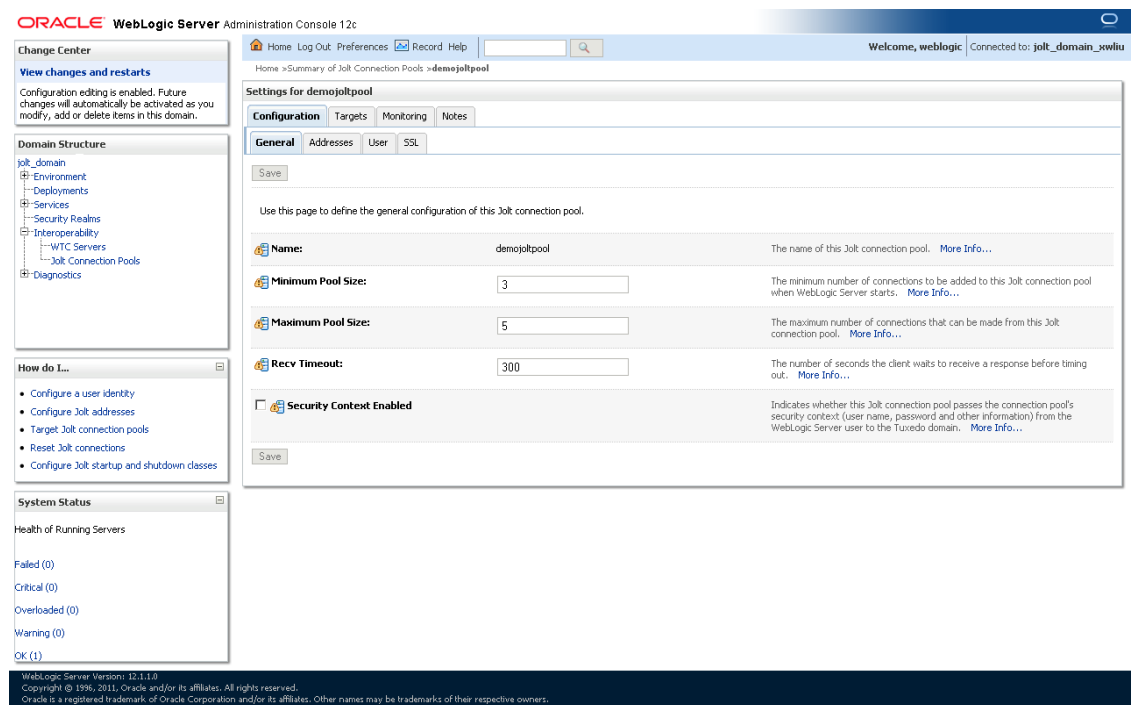 ORACLE WebLogic Server Administration Console 12c
Change Center
View changes and restarts
Configuration editing is enabled. Future
changes will automatically be activated as you
modify, add or delete items in this domain.
Domain Structure
jolt_domain
Environment
Deployments
Services
Security Realms
Interoperability
WTC Servers
Jolt Connection Pools
Diagnostics
How do I...
Configure a user identity
Configure Jolt addresses
Target Jolt connection pools
Reset Jolt connections
Configure Jolt startup and shutdown classes
System Status
Health of Running Servers
Failed (0)
Critical (0)
Overloaded (0)
Warning (0)
OK (1)
Home Log Out Preferences Record Help
Welcome, weblogic Connected to: jolt_domain_xwliu
Home >Summary of Jolt Connection Pools >demojoltpool
Settings for demojoltpool
Configuration Targets Monitoring Notes
General Addresses User SSL
Save
Use this page to define the general configuration of this Jolt connection pool.
Name: demojoltpool The name of this Jolt connection pool. More Info...
Minimum Pool Size: 3 The minimum number of connections to be added to this Jolt connection pool
when WebLogic Server starts. More Info...
Maximum Pool Size: 5 The maximum number of connections that can be made from this Jolt
connection pool. More Info...
Recv Timeout: 300 The number of seconds the client waits to receive a response before timing
out. More Info...
Security Context Enabled Indicates whether this Jolt connection pool passes the connection pool's
security context (user name, password and other information) from the
WebLogic Server user to the Tuxedo domain. More Info...
Save
WebLogic Server Version: 12.1.1.0
Copyright © 1996, 2011, Oracle and/or its affiliates. All rights reserved.
Oracle is a registered trademark of Oracle Corporation and/or its affiliates. Other names may be trademarks of their respective owners.